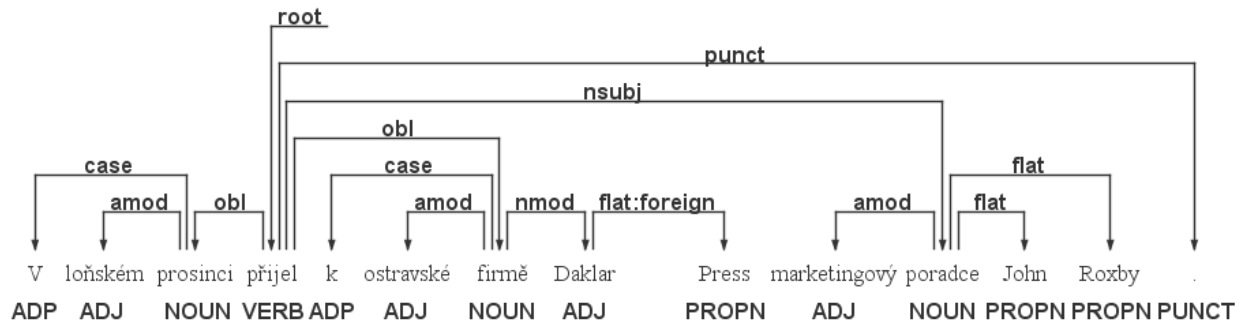 root
punct
nsubj
obl
case case flat
amod obl amod nmod flat:foreign amod flat
V loňském prosinci přijel k ostravské firmě Daklar Press marketingový poradce John Roxby .
ADP ADJ NOUN VERB ADP ADJ NOUN ADJ PROPN ADJ NOUN PROPN PROPN PUNCT